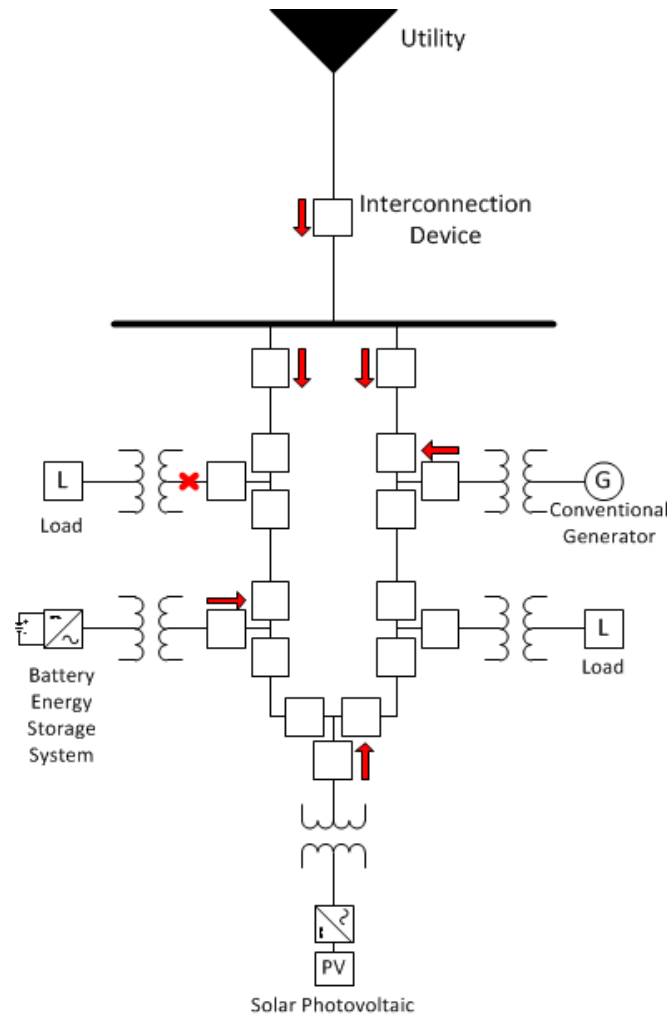 Utility
Interconnection
Device
L
Load
G
Conventional
Generator
Battery
Energy
Storage
System
L
Load
PV
Solar Photovoltaic